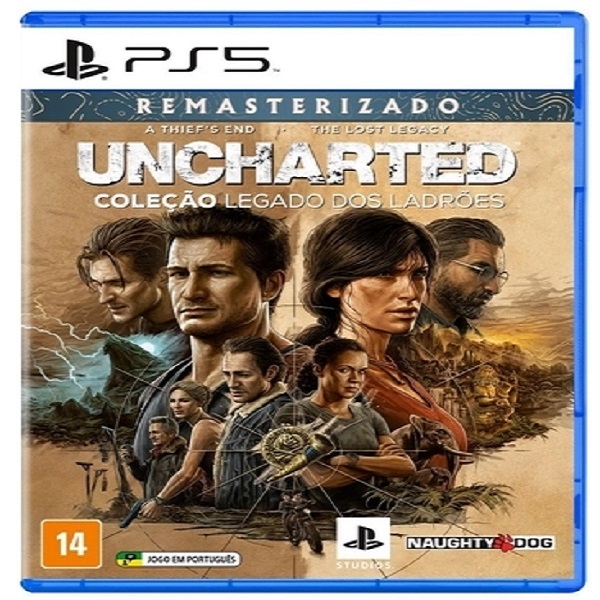 PS5
REMASTERIZADO
A THIEF'S END THE LOST LEGACY
UNCHARTED
COLEÇÃO LEGADO DOS LADRÕES
14
JOGO EM PORTUGUÊS
STUDIOS
NAUGHTY DOG